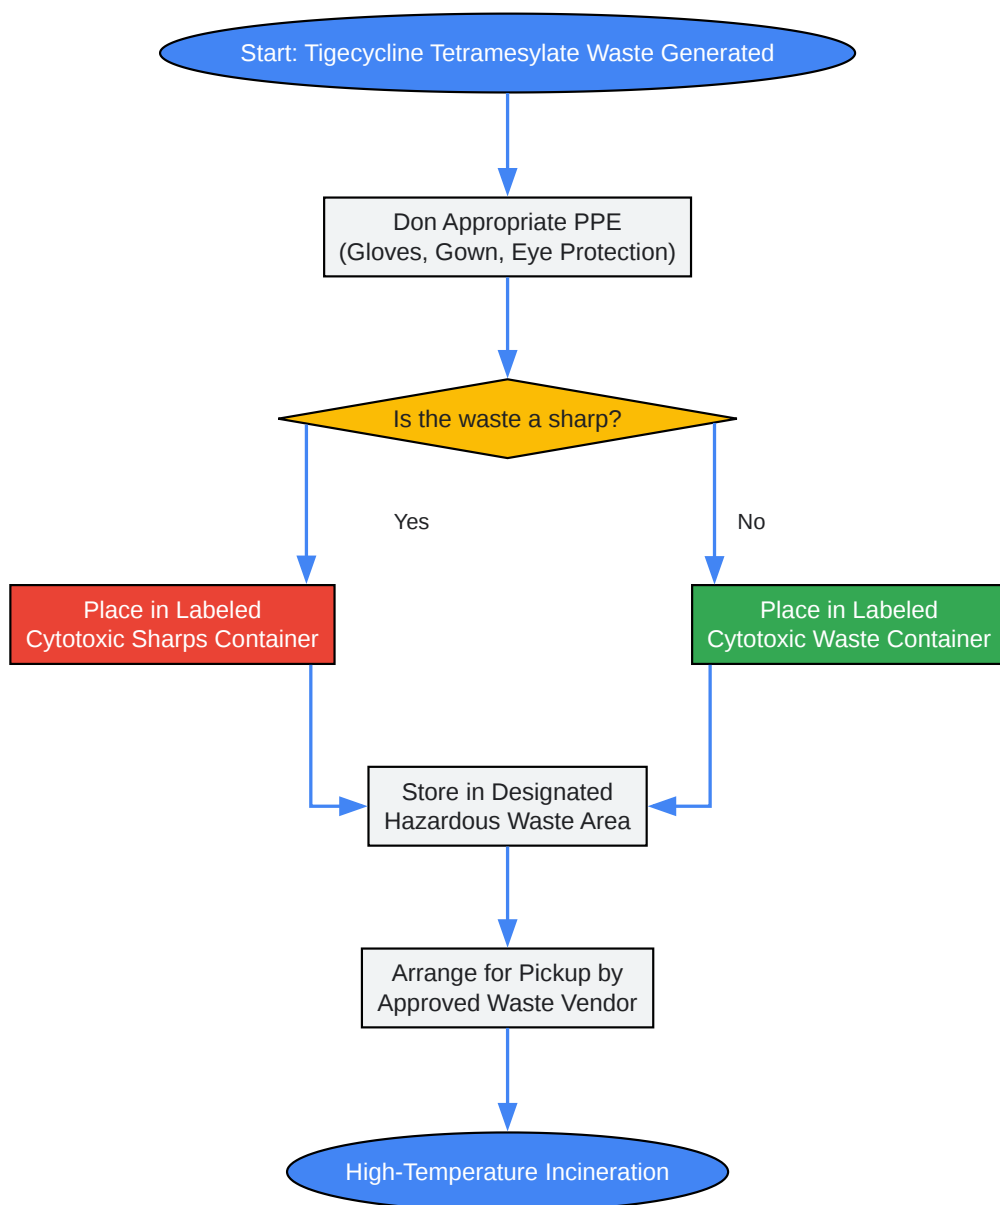 Start: Tigecycline Tetramesylate Waste Generated
Don Appropriate PPE
(Gloves, Gown, Eye Protection)
Is the waste a sharp?
Yes
No
Place in Labeled
Cytotoxic Sharps Container
Place in Labeled
Cytotoxic Waste Container
Store in Designated
Hazardous Waste Area
Arrange for Pickup by
Approved Waste Vendor
High-Temperature Incineration